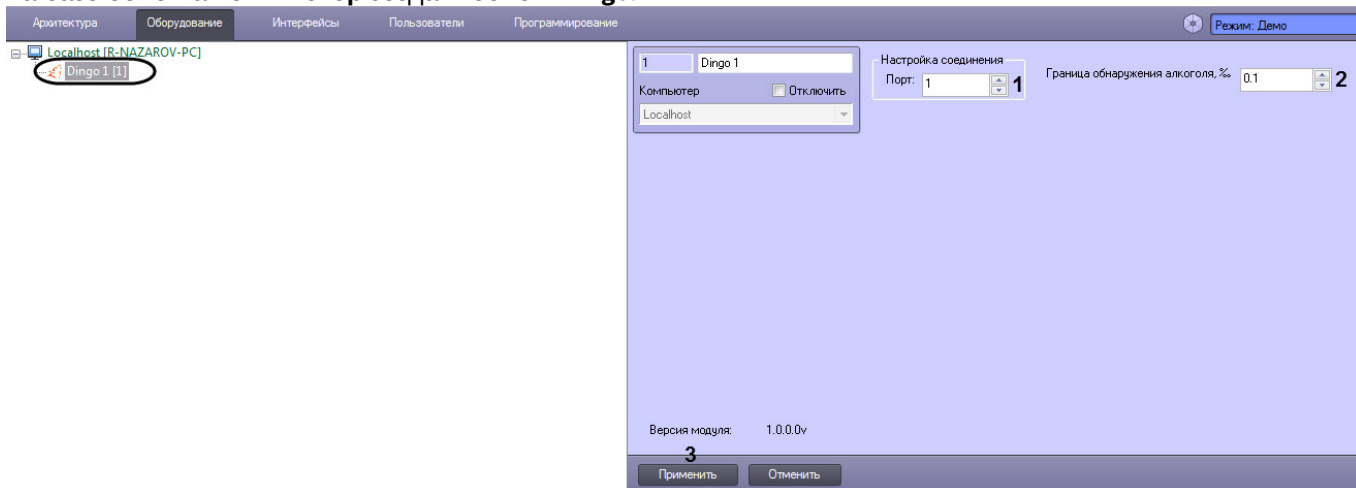 Архитектура Оборудование Интерфейсы Пользователи Программирование Режим: Демо
Localhost [R-NAZAROV-PC]
Dingo 1 [1]
1 Dingo 1
Компьютер Отключить
Localhost
Настройка соединения
Порт: 1 1
Граница обнаружения алкоголя, ‰ 0.1 2
Версия модуля: 1.0.0.0v
3
Применить Отменить